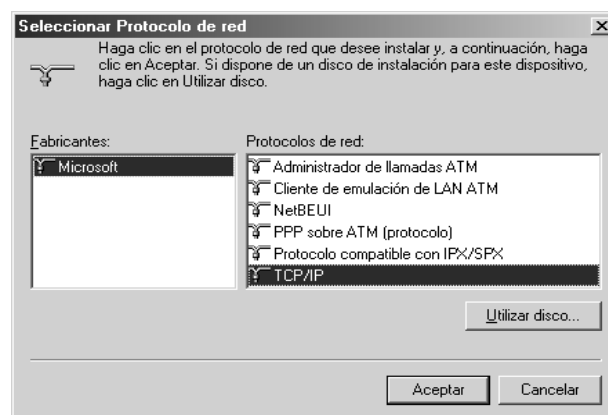 Seleccionar Protocolo de red
Haga clic en el protocolo de red que desee instalar y, a continuación, haga
clic en Aceptar. Si dispone de un disco de instalación para este dispositivo,
haga clic en Utilizar disco.
Fabricantes:
Microsoft
Protocolos de red:
Administrador de llamadas ATM
Cliente de emulación de LAN ATM
NetBEUI
PPP sobre ATM (protocolo)
Protocolo compatible con IPX/SPX
TCP/IP
Utilizar disco...
Aceptar
Cancelar